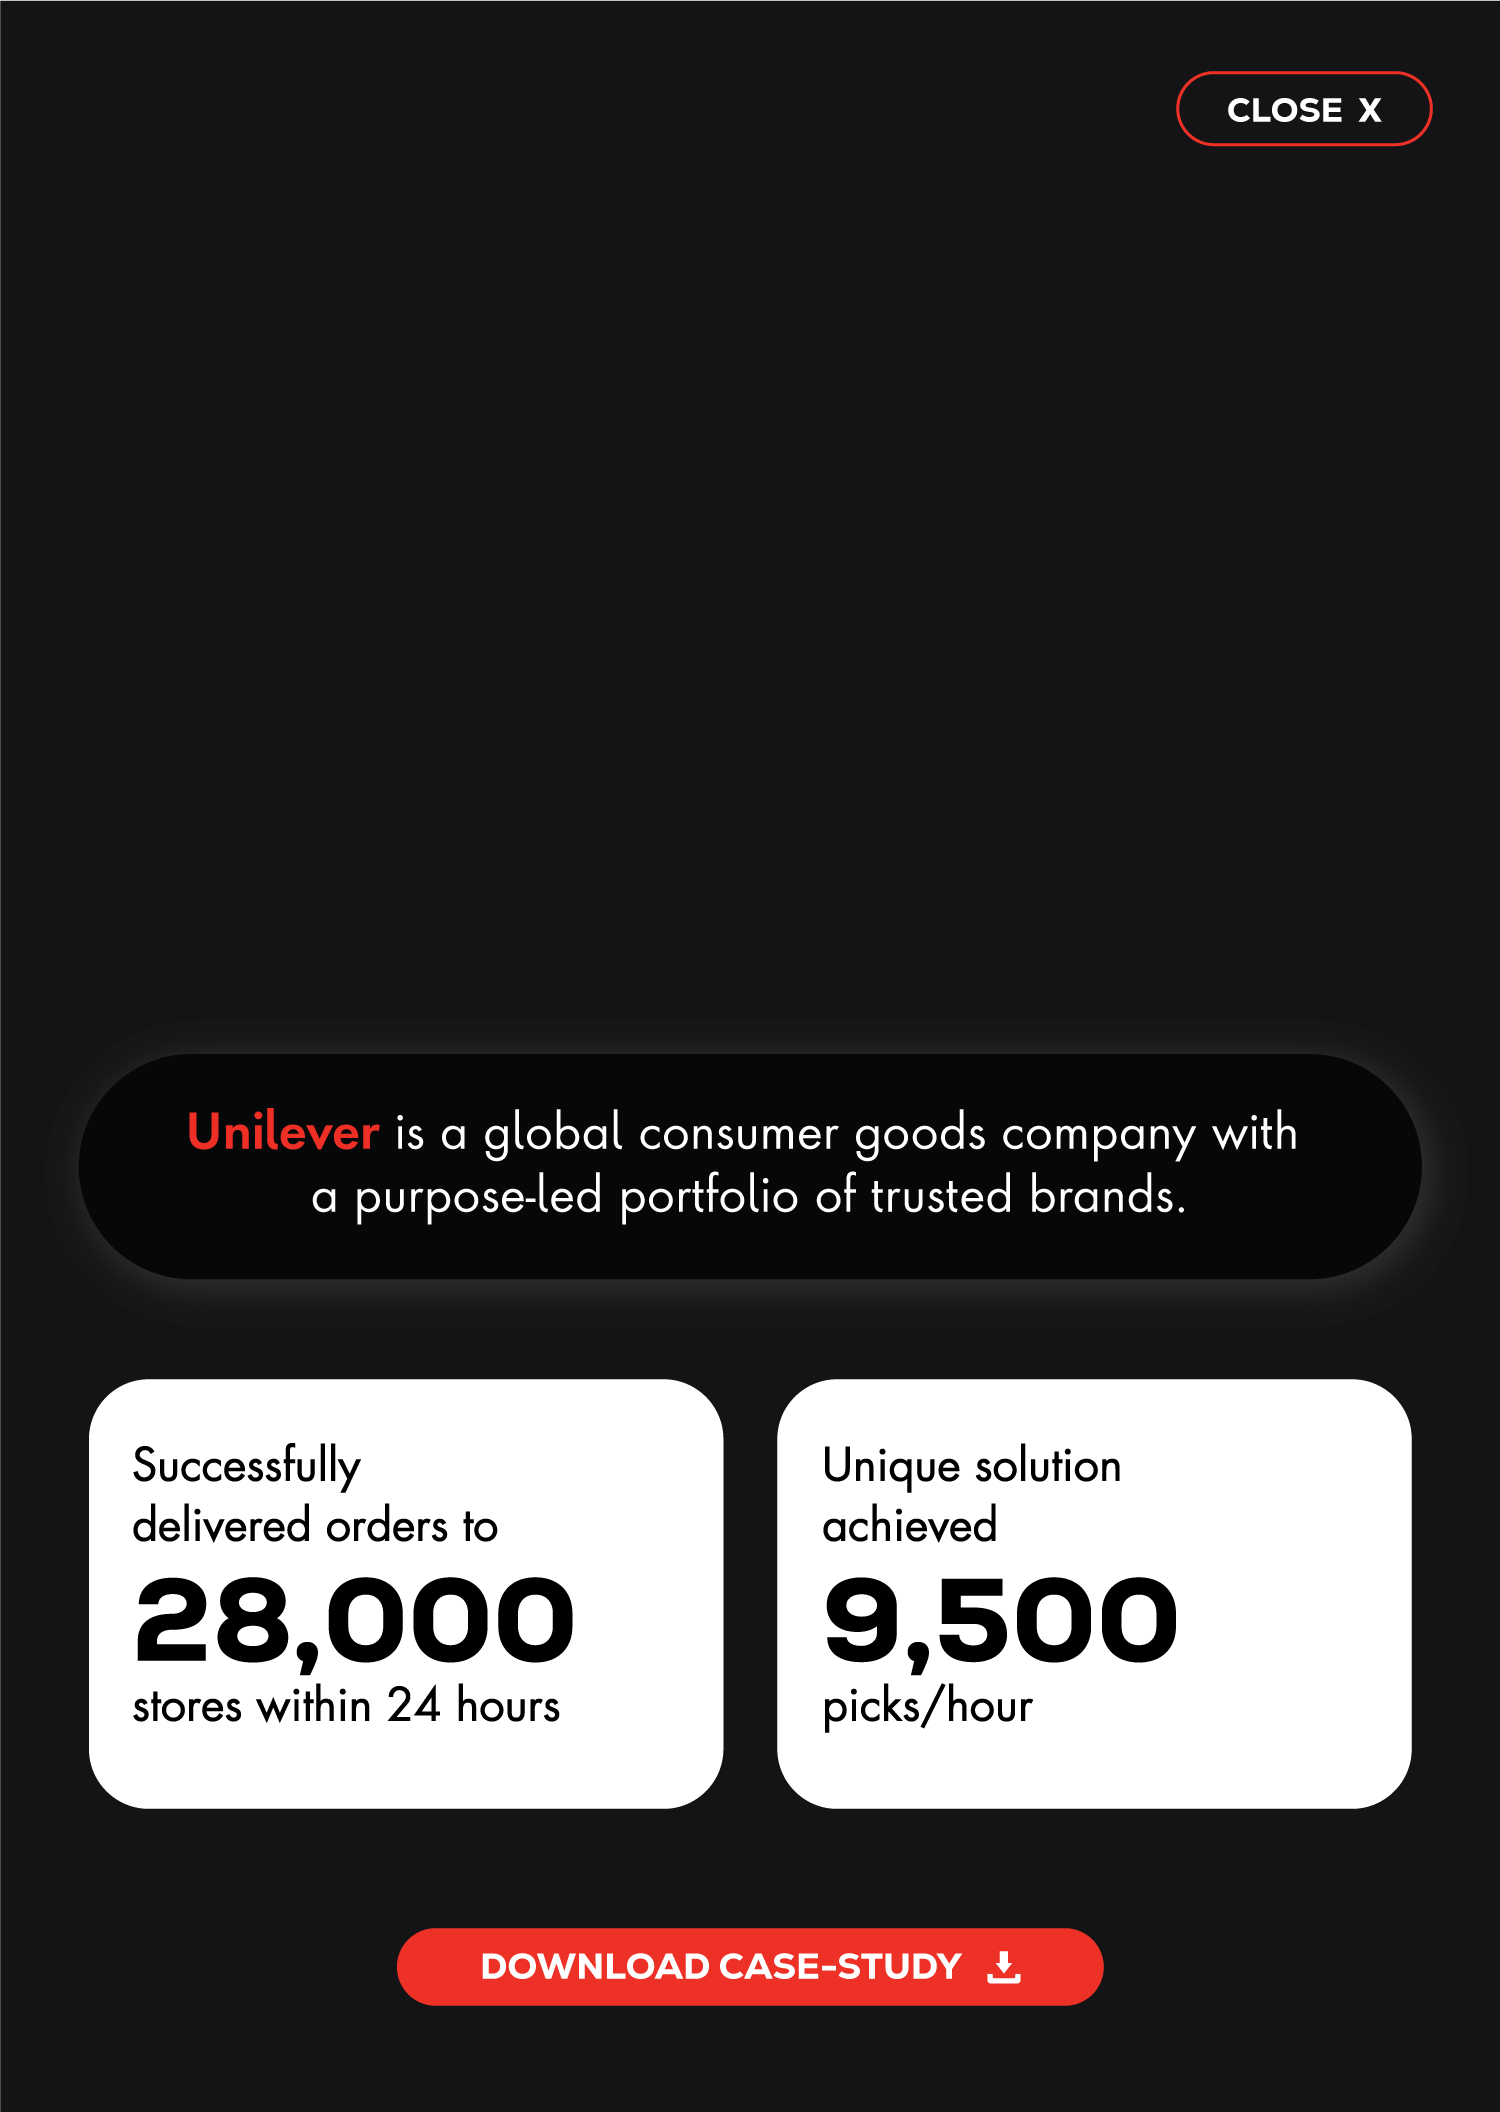 CLOSE X
Unilever is a global consumer goods company with
a purpose-led portfolio of trusted brands.
Successfully
delivered orders to
28,000
stores within 24 hours
Unique solution
achieved
9,500
picks/hour
DOWNLOAD CASE-STUDY